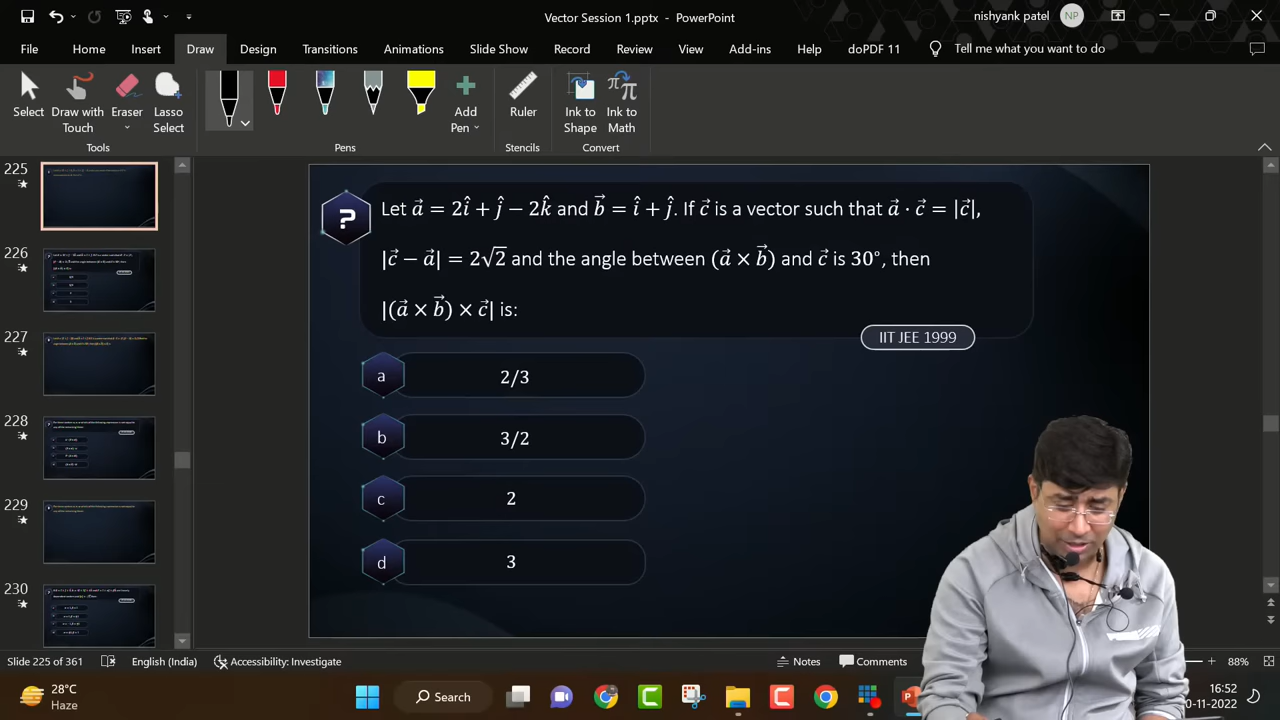 Vector Session 1.pptx - PowerPoint
nishyank patel
NP
File Home Insert Draw Design Transitions Animations Slide Show Record Review View Add-ins Help doPDF 11 Tell me what you want to do
Select
Draw with Touch
Eraser
Lasso Select
Add Pen
Ruler
Ink to Shape
Ink to Math
Tools
Pens
Stencils
Convert
225
226
227
228
229
230
?
Let a⃗ = 2î + ĵ − 2k̂ and b⃗ = î + ĵ. If c⃗ is a vector such that a⃗ · c⃗ = |c⃗|,
|c⃗ − a⃗| = 2√2 and the angle between (a⃗ × b⃗) and c⃗ is 30°, then
|(a⃗ × b⃗) × c⃗| is:
IIT JEE 1999
a 2/3
b 3/2
c 2
d 3
Slide 225 of 361 English (India) Accessibility: Investigate Notes Comments 88%
28°C
Haze
Search
16:52
0-11-2022